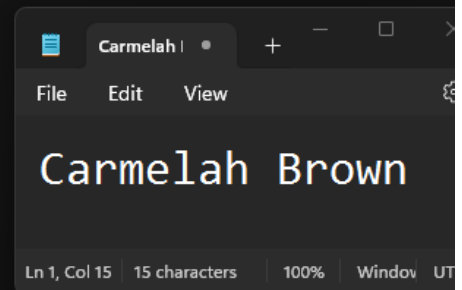 Carmelah
File Edit View
Carmelah Brown
Ln 1, Col 15 15 characters 100%